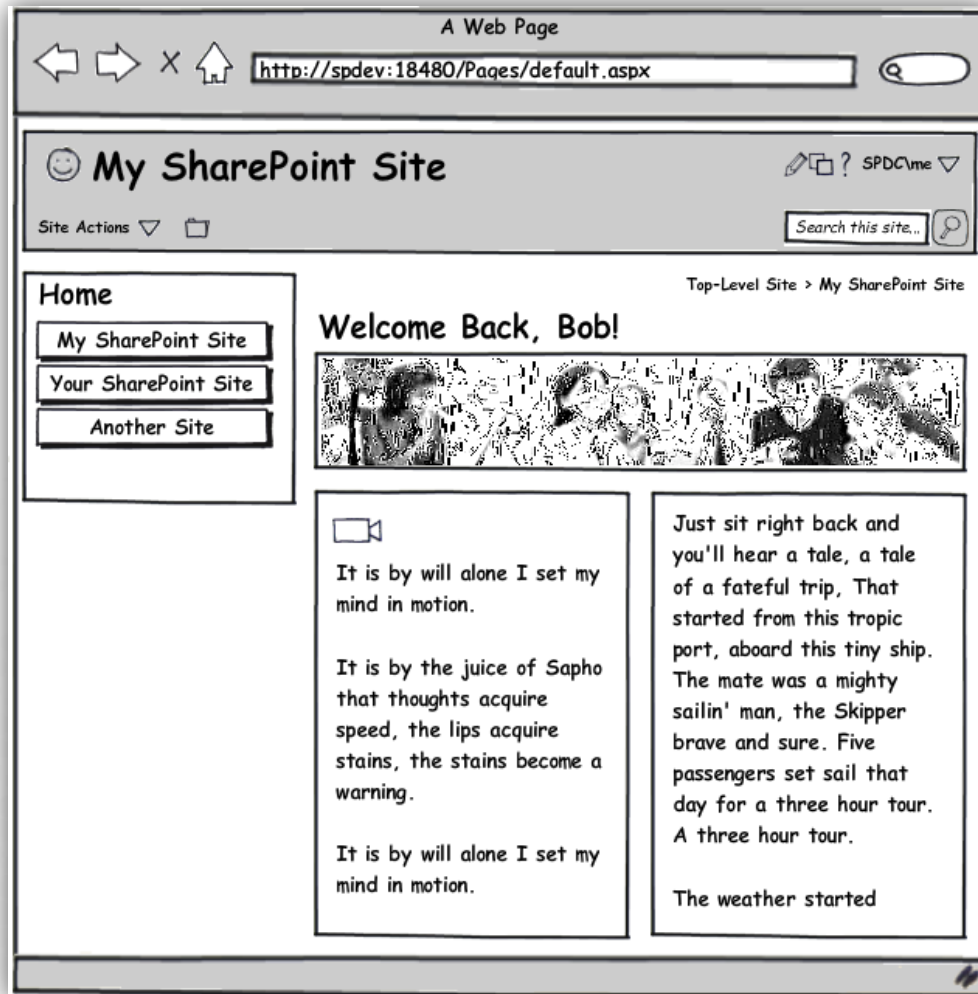 A Web Page
http://spdev:18480/Pages/default.aspx
My SharePoint Site
? SPDC\me
Site Actions
Search this site...
Home
My SharePoint Site
Your SharePoint Site
Another Site
Top-Level Site > My SharePoint Site
Welcome Back, Bob!
It is by will alone I set my
mind in motion.
It is by the juice of Sapho
that thoughts acquire
speed, the lips acquire
stains, the stains become a
warning.
It is by will alone I set my
mind in motion.
Just sit right back and
you'll hear a tale, a tale
of a fateful trip, That
started from this tropic
port, aboard this tiny ship.
The mate was a mighty
sailin' man, the Skipper
brave and sure. Five
passengers set sail that
day for a three hour tour.
A three hour tour.
The weather started